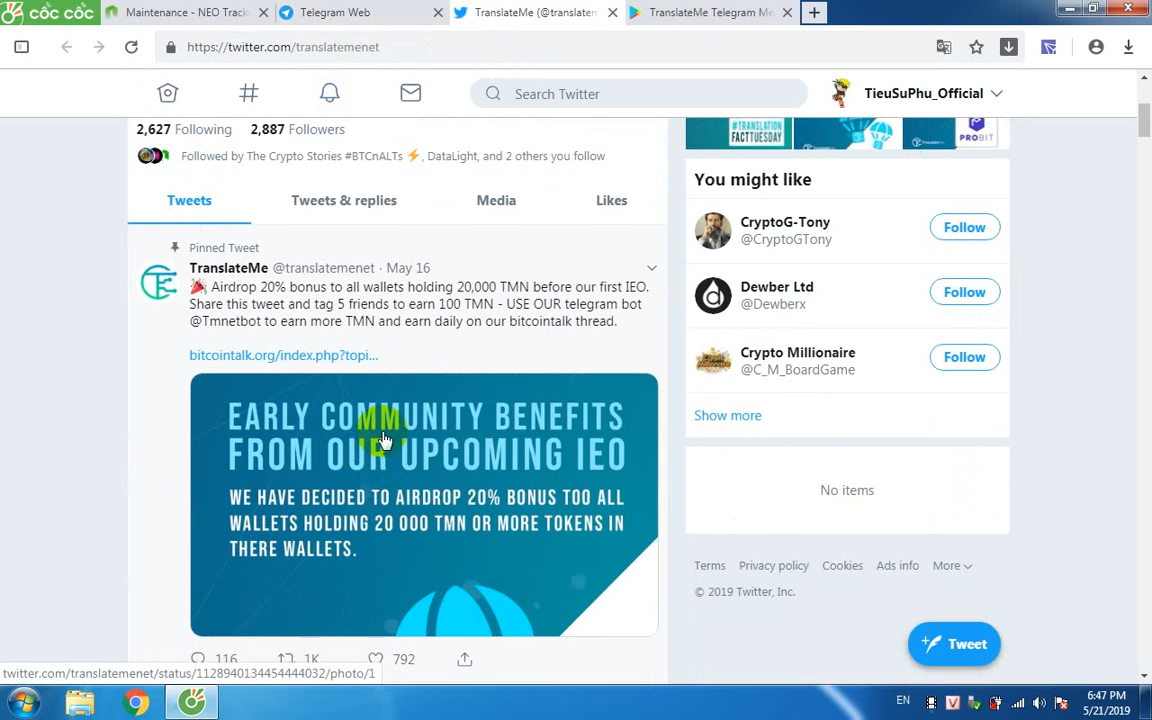 cốc cốc
Maintenance - NEO Track
Telegram Web
TranslateMe (@translatem
TranslateMe Telegram Me
https://twitter.com/translatemenet
Search Twitter
TieuSuPhu_Official
2,627 Following 2,887 Followers
Followed by The Crypto Stories #BTCnALTs ⚡, DataLight, and 2 others you follow
#TRANSLATION
FACTTUESDAY
PROBIT
Tweets Tweets & replies Media Likes
Pinned Tweet
TranslateMe @translatemenet · May 16
🎉 Airdrop 20% bonus to all wallets holding 20,000 TMN before our first IEO.
Share this tweet and tag 5 friends to earn 100 TMN - USE OUR telegram bot
@Tmnetbot to earn more TMN and earn daily on our bitcointalk thread.
bitcointalk.org/index.php?topi...
EARLY COMMUNITY BENEFITS
FROM OUR UPCOMING IEO
WE HAVE DECIDED TO AIRDROP 20% BONUS TOO ALL
WALLETS HOLDING 20 000 TMN OR MORE TOKENS IN
THERE WALLETS.
116 1K 792
You might like
CryptoG-Tony
@CryptoGTony
Follow
Dewber Ltd
@Dewberx
Follow
Crypto Millionaire
@C_M_BoardGame
Follow
Show more
No items
Terms Privacy policy Cookies Ads info More
© 2019 Twitter, Inc.
Tweet
twitter.com/translatemenet/status/1128940134454444032/photo/1
EN
6:47 PM
5/21/2019